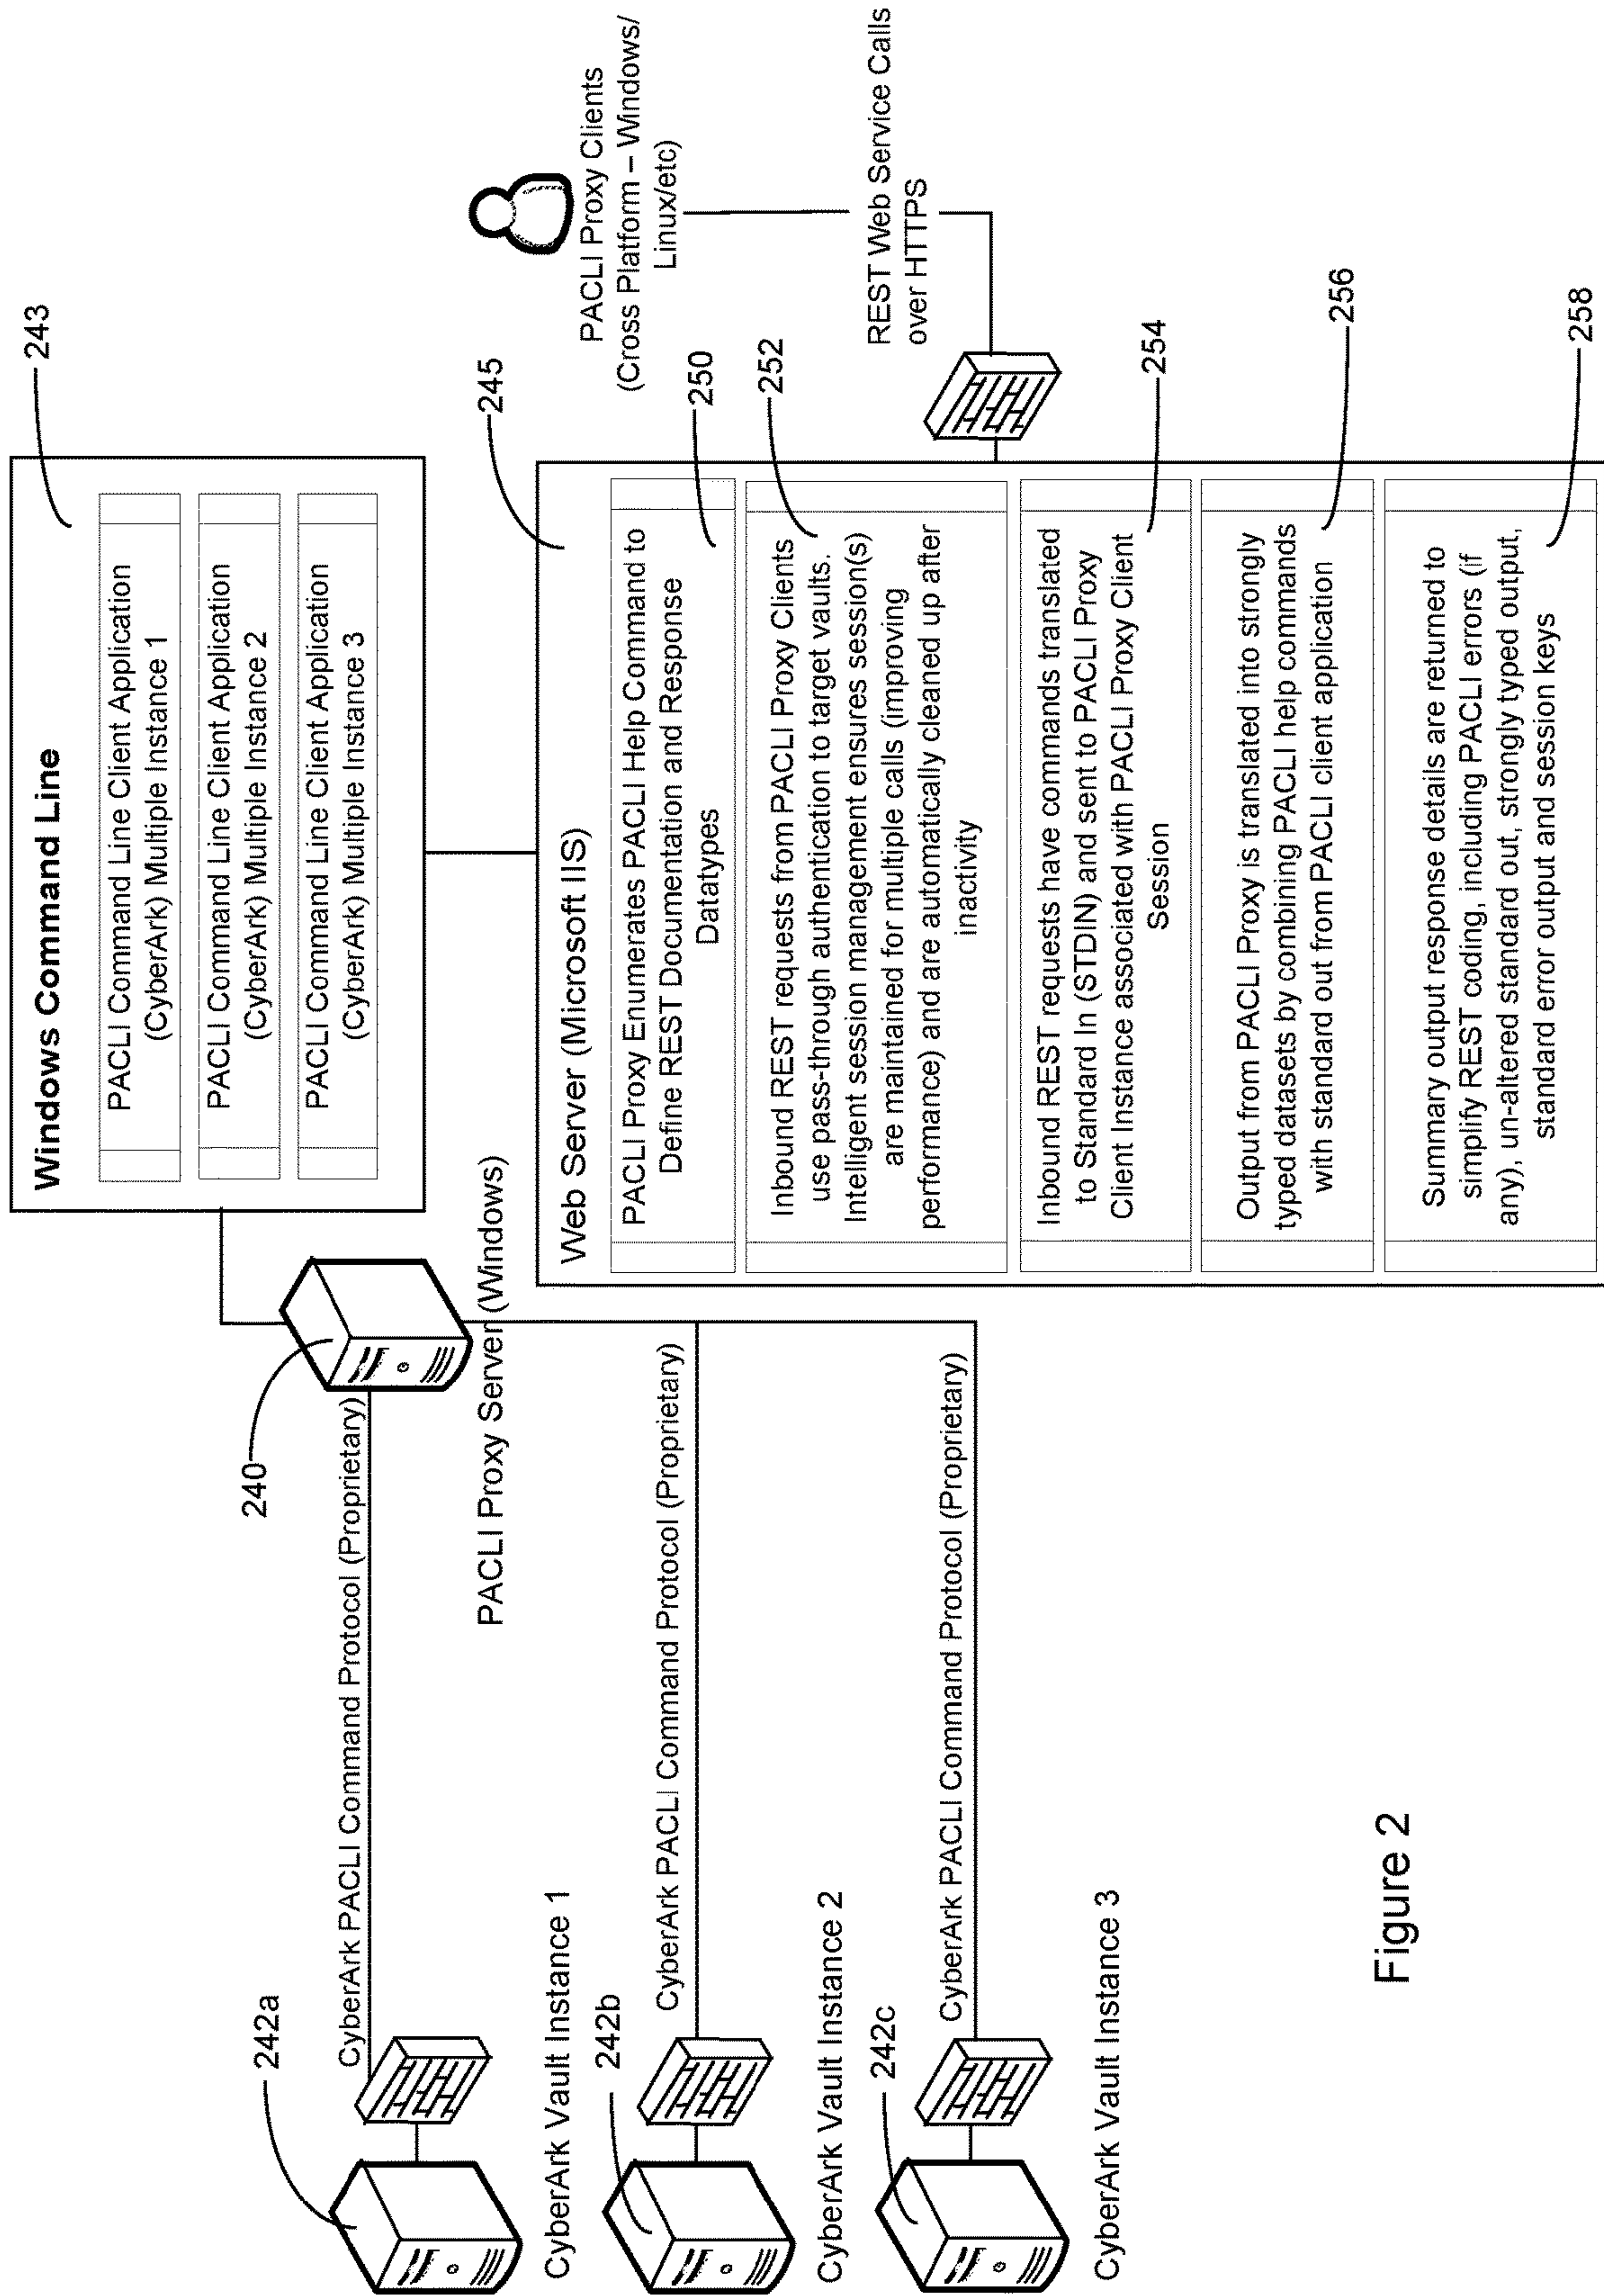 Windows Command Line
243
PACLI Command Line Client Application
(CyberArk) Multiple Instance 1
PACLI Command Line Client Application
(CyberArk) Multiple Instance 2
PACLI Command Line Client Application
(CyberArk) Multiple Instance 3
240
PACLI Proxy Server (Windows)
242a
CyberArk PACLI Command Protocol (Proprietary)
CyberArk Vault Instance 1
242b
CyberArk PACLI Command Protocol (Proprietary)
CyberArk Vault Instance 2
242c
CyberArk PACLI Command Protocol (Proprietary)
CyberArk Vault Instance 3
Web Server (Microsoft IIS)
245
PACLI Proxy Enumerates PACLI Help Command to
Define REST Documentation and Response
Datatypes
250
Inbound REST requests from PACLI Proxy Clients
use pass-through authentication to target vaults.
Intelligent session management ensures session(s)
are maintained for multiple calls (improving
performance) and are automatically cleaned up after
inactivity
252
Inbound REST requests have commands translated
to Standard In (STDIN) and sent to PACLI Proxy
Client Instance associated with PACLI Proxy Client
Session
254
Output from PACLI Proxy is translated into strongly
typed datasets by combining PACLI help commands
with standard out from PACLI client application
256
Summary output response details are returned to
simplify REST coding, including PACLI errors (if
any), un-altered standard out, strongly typed output,
standard error output and session keys
258
PACLI Proxy Clients
(Cross Platform – Windows/
Linux/etc)
REST Web Service Calls
over HTTPS
Figure 2